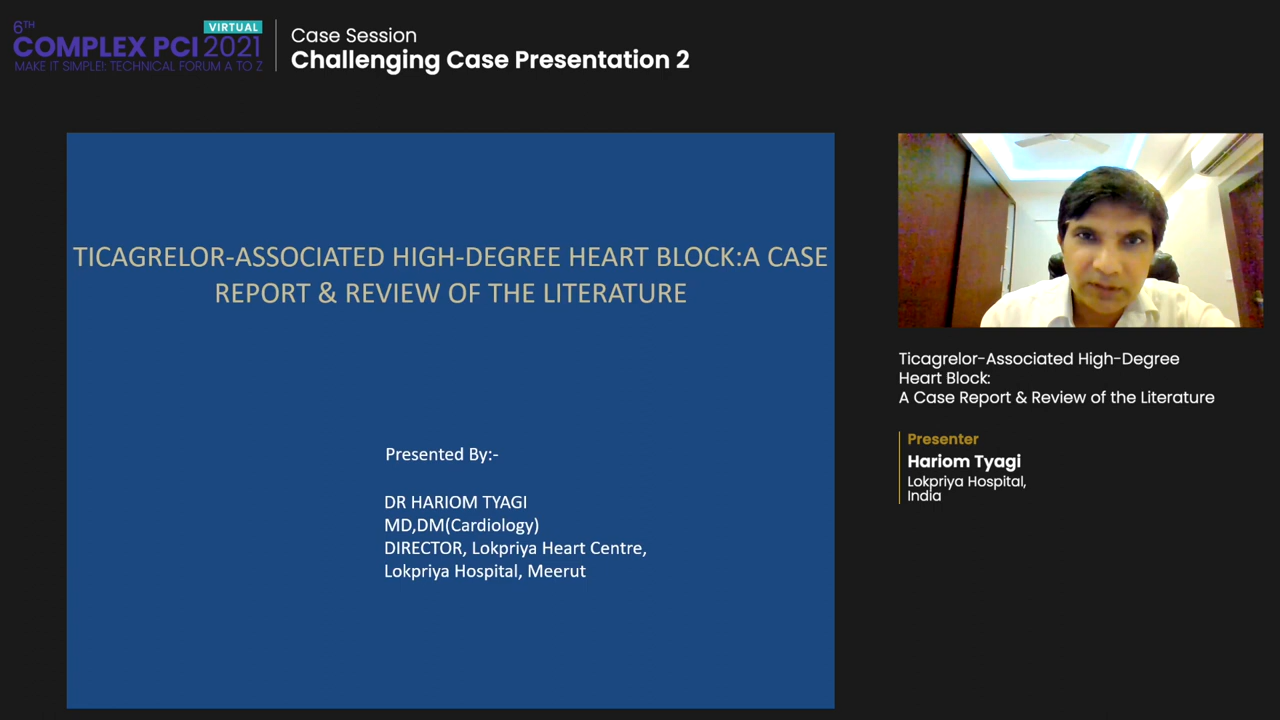 6TH
VIRTUAL
COMPLEX PCI 2021
MAKE IT SIMPLE!: TECHNICAL FORUM A TO Z
Case Session
Challenging Case Presentation 2
TICAGRELOR-ASSOCIATED HIGH-DEGREE HEART BLOCK:A CASE
REPORT & REVIEW OF THE LITERATURE
Presented By:-
DR HARIOM TYAGI
MD,DM(Cardiology)
DIRECTOR, Lokpriya Heart Centre,
Lokpriya Hospital, Meerut
Ticagrelor-Associated High-Degree
Heart Block:
A Case Report & Review of the Literature
Presenter
Hariom Tyagi
Lokpriya Hospital,
India